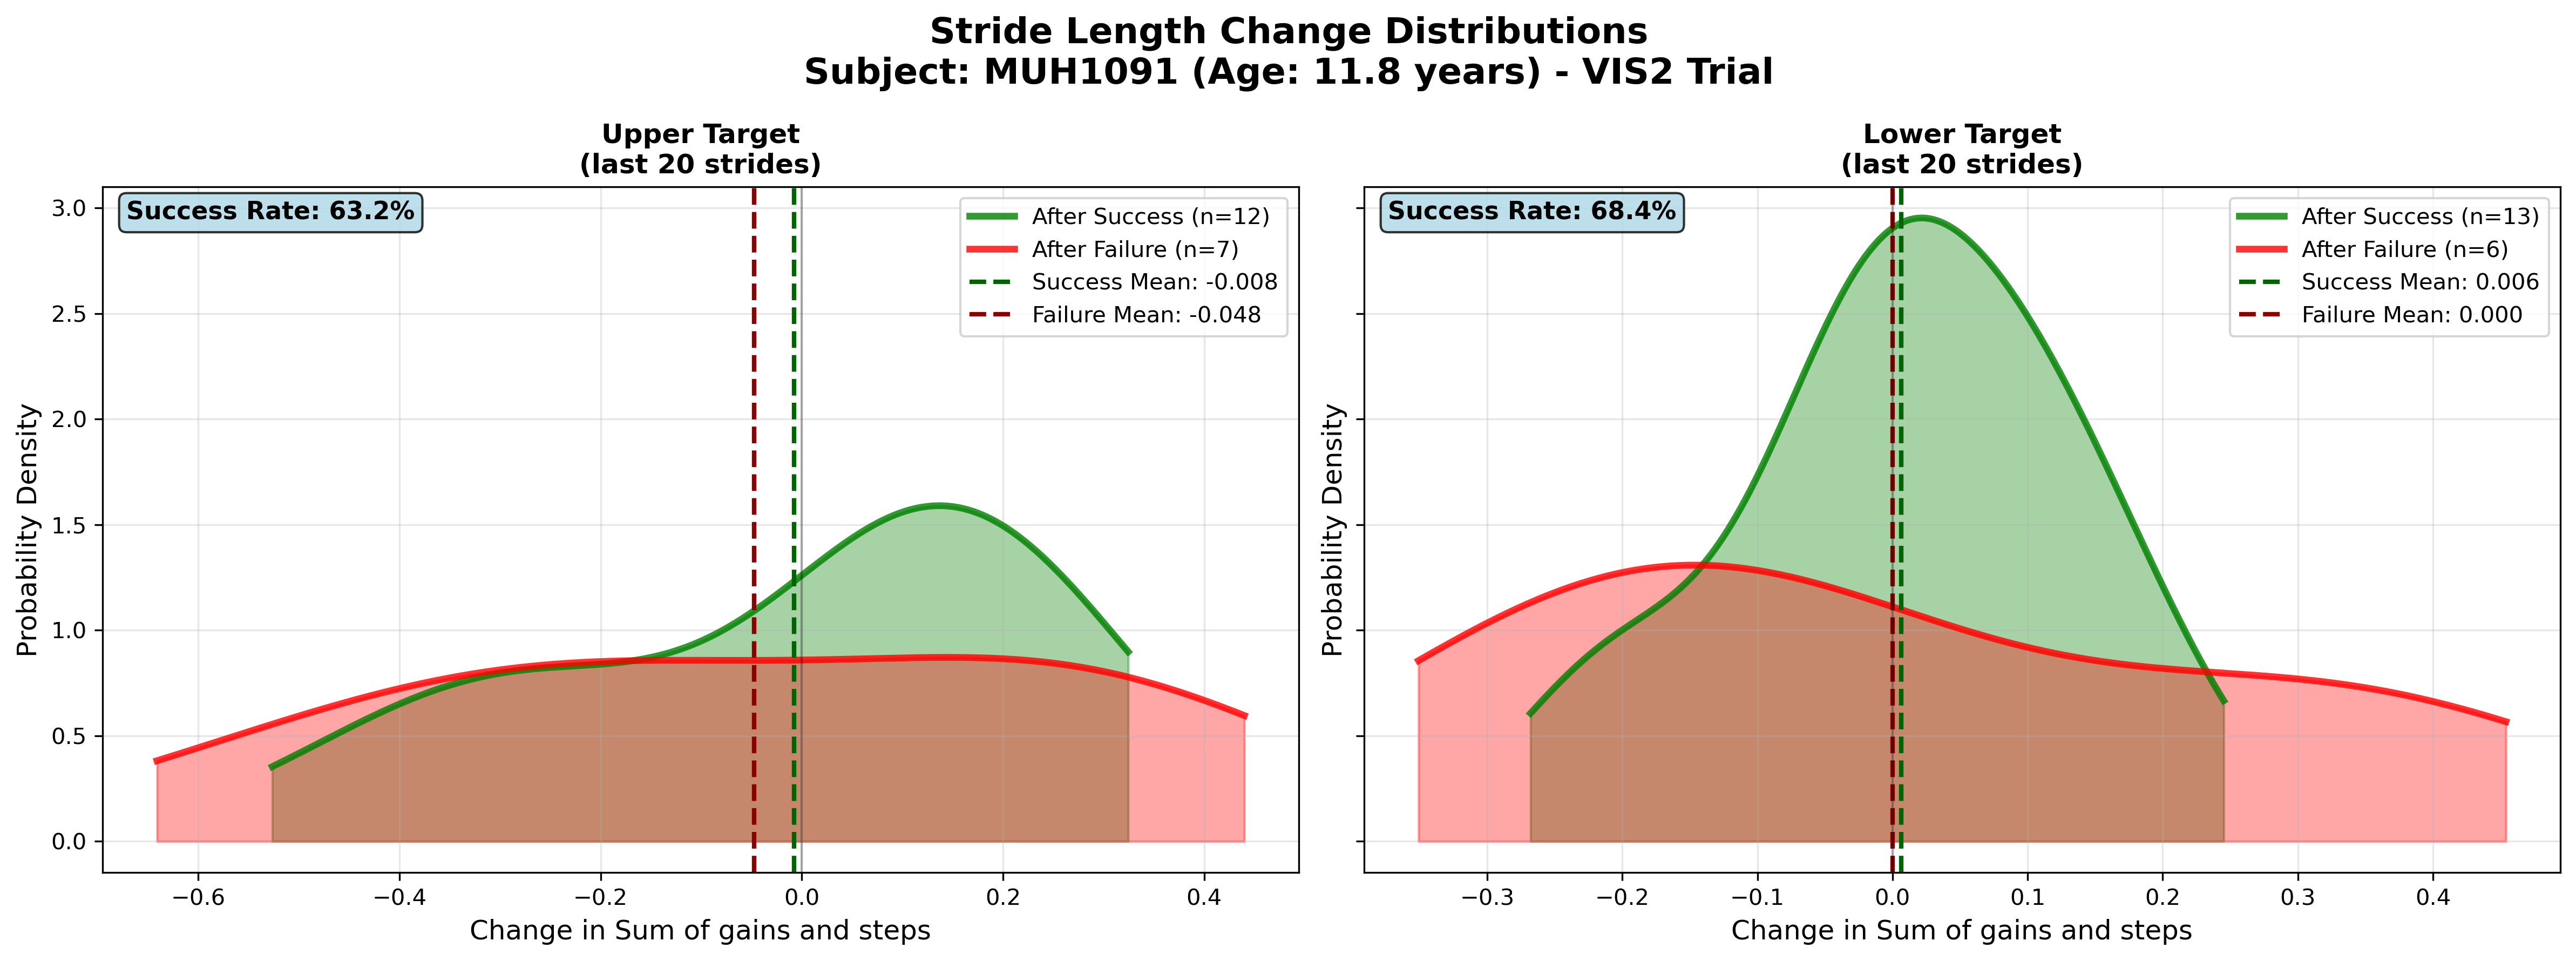 Stride Length Change Distributions
Subject: MUH1091 (Age: 11.8 years) - VIS2 Trial
Upper Target
(last 20 strides)
Success Rate: 63.2%
After Success (n=12)
After Failure (n=7)
Success Mean: -0.008
Failure Mean: -0.048
Probability Density
3.0
2.5
2.0
1.5
1.0
0.5
0.0
−0.6 −0.4 −0.2 0.0 0.2 0.4
Change in Sum of gains and steps
Lower Target
(last 20 strides)
Success Rate: 68.4%
After Success (n=13)
After Failure (n=6)
Success Mean: 0.006
Failure Mean: 0.000
Probability Density
−0.3 −0.2 −0.1 0.0 0.1 0.2 0.3 0.4
Change in Sum of gains and steps